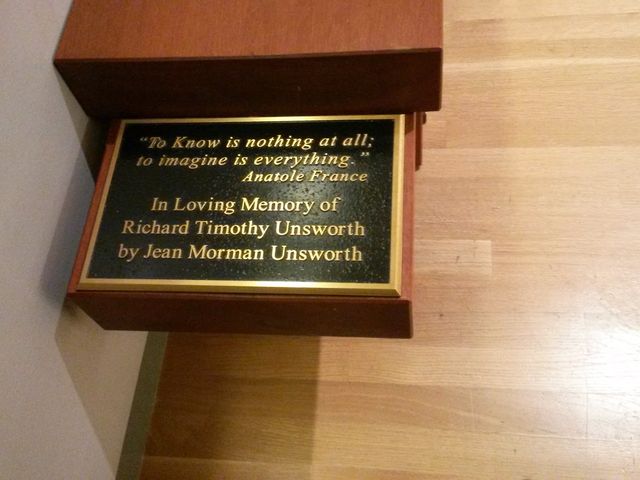 "To Know is nothing at all;
to imagine is everything."
Anatole France
In Loving Memory of
Richard Timothy Unsworth
by Jean Morman Unsworth